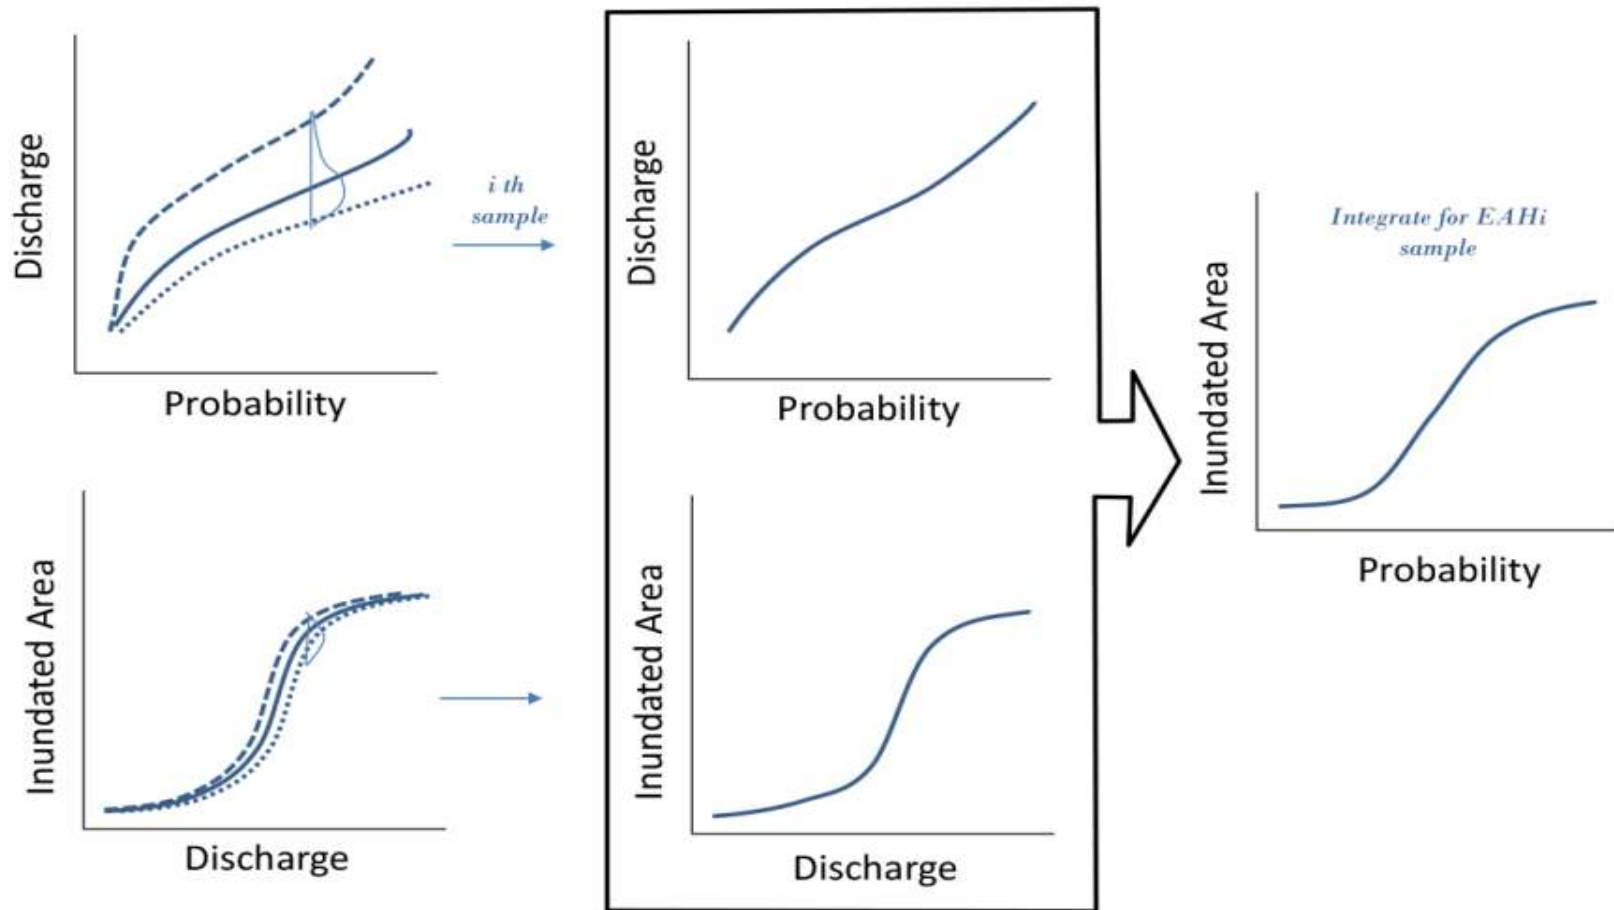 Discharge
Probability
i th
sample
Discharge
Probability
Inundated Area
Discharge
Inundated Area
Discharge
Integrate for EAHi
sample
Inundated Area
Probability